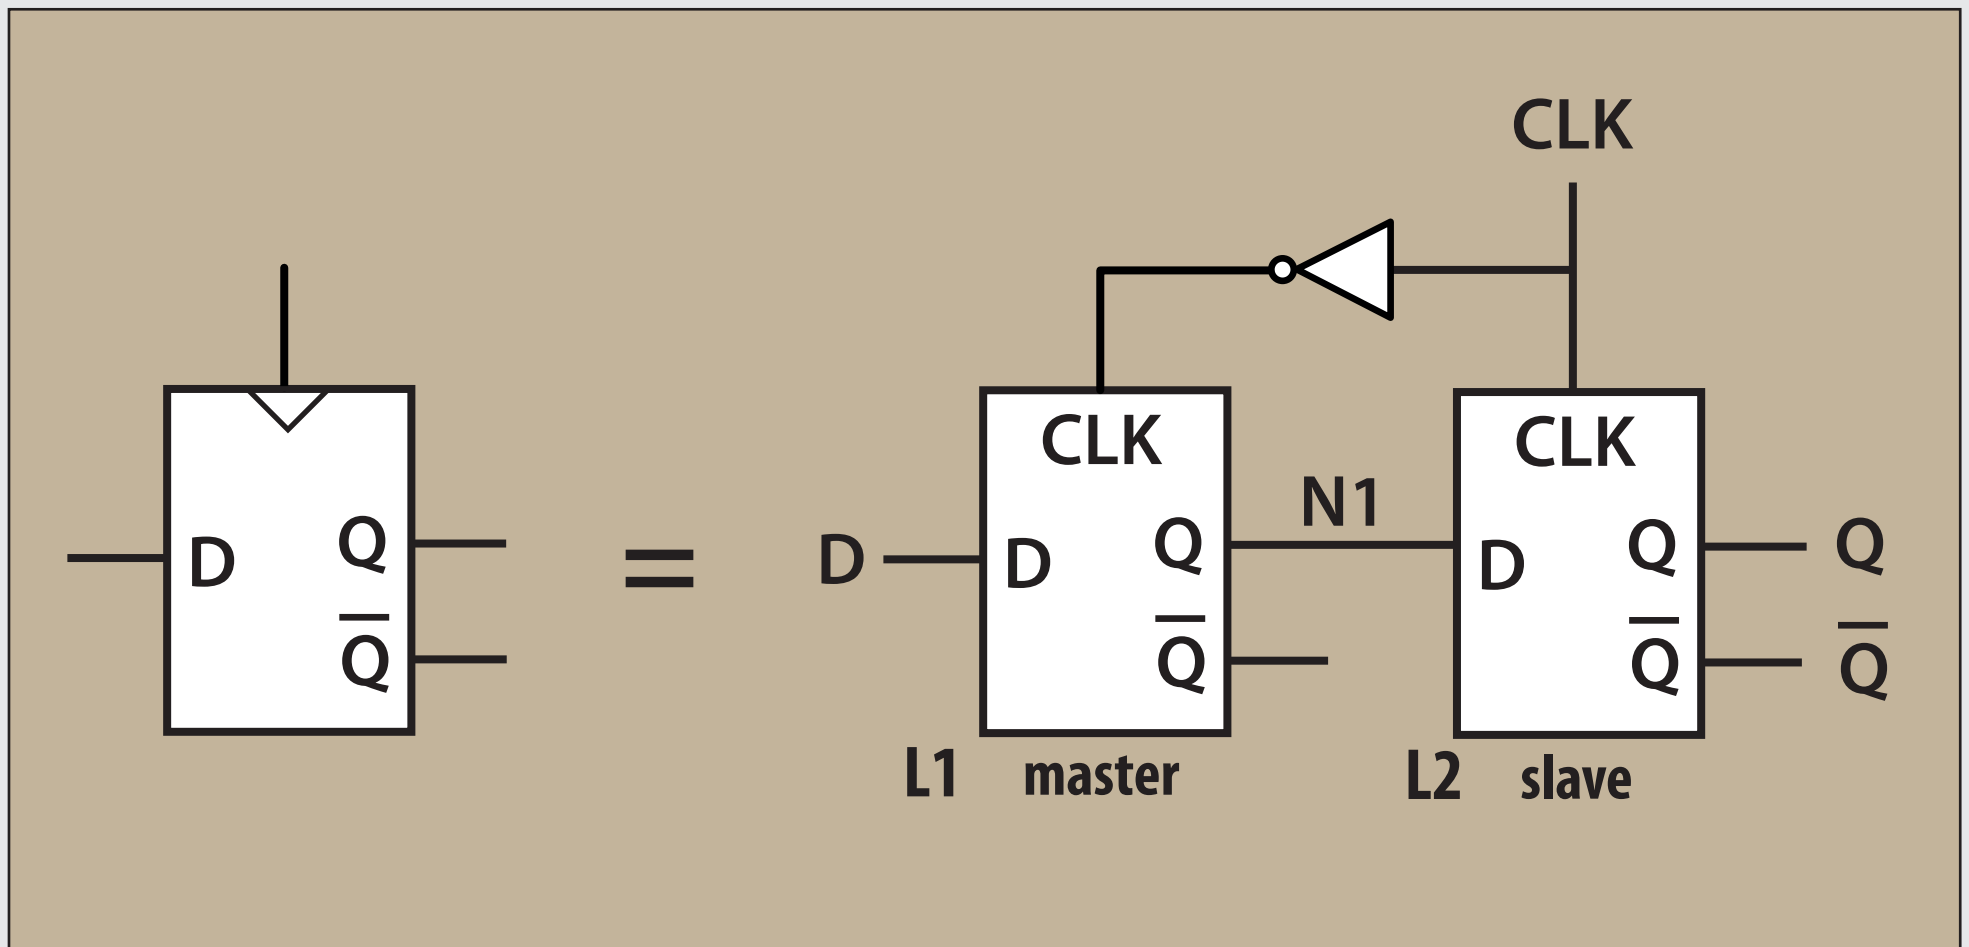 CLK
CLK
CLK
N1
D
Q
Q̅
=
D
D
Q
Q̅
D
Q
Q̅
Q
Q̅
L1 master
L2 slave